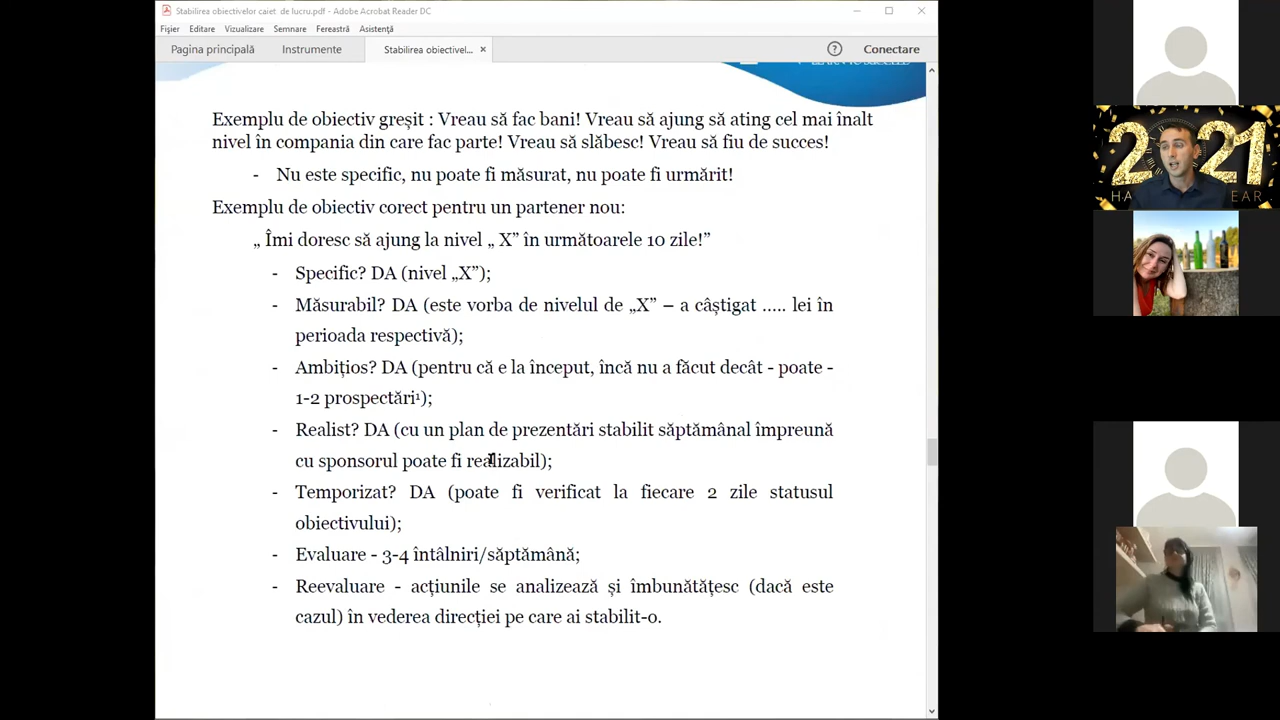 Stabilirea obiectivelor caiet de lucru.pdf - Adobe Acrobat Reader DC
Fișier Editare Vizualizare Semnare Fereastră Asistență
Pagina principală Instrumente Stabilirea obiectivel... × ? Conectare
Exemplu de obiectiv greșit : Vreau să fac bani! Vreau să ajung să ating cel mai înalt
nivel în compania din care fac parte! Vreau să slăbesc! Vreau să fiu de succes!
- Nu este specific, nu poate fi măsurat, nu poate fi urmărit!
Exemplu de obiectiv corect pentru un partener nou:
„ Îmi doresc să ajung la nivel „ X” în următoarele 10 zile!”
- Specific? DA (nivel „X”);
- Măsurabil? DA (este vorba de nivelul de „X” – a câștigat ..... lei în
perioada respectivă);
- Ambițios? DA (pentru că e la început, încă nu a făcut decât - poate -
1-2 prospectări¹);
- Realist? DA (cu un plan de prezentări stabilit săptămânal împreună
cu sponsorul poate fi realizabil);
- Temporizat? DA (poate fi verificat la fiecare 2 zile statusul
obiectivului);
- Evaluare - 3-4 întâlniri/săptămână;
- Reevaluare - acțiunile se analizează și îmbunătățesc (dacă este
cazul) în vederea direcției pe care ai stabilit-o.
2021
HA EAR